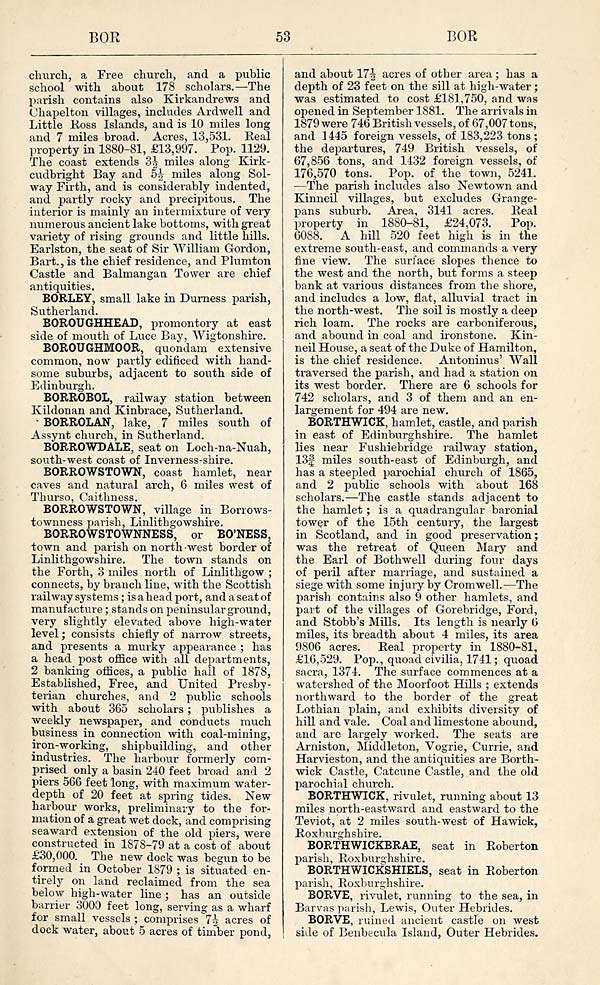 BOR 53 BOR
church, a Free church, and a public
school with about 178 scholars.—The
parish contains also Kirkandrews and
Chapelton villages, includes Ardwell and
Little Ross Islands, and is 10 miles long
and 7 miles broad. Acres, 13,531. Real
property in 1880-81, £13,997. Pop. 1129.
The coast extends 3½ miles along Kirk-
cudbright Bay and 5½ miles along Sol-
way Firth, and is considerably indented,
and partly rocky and precipitous. The
interior is mainly an intermixture of very
numerous ancient lake bottoms, with great
variety of rising grounds and little hills.
Earlston, the seat of Sir William Gordon,
Bart., is the chief residence, and Plumton
Castle and Balmangan Tower are chief
antiquities.
BORLEY, small lake in Durness parish,
Sutherland.
BOROUGHHEAD, promontory at east
side of mouth of Luce Bay, Wigtonshire.
BOROUGHMOOR, quondam extensive
common, now partly edificed with hand-
some suburbs, adjacent to south side of
Edinburgh.
BORROBOL, railway station between
Kildonan and Kinbrace, Sutherland.
BORROLAN, lake, 7 miles south of
Assynt church, in Sutherland.
BORROWDALE, seat on Loch-na-Nuah,
south-west coast of Inverness-shire.
BORROWSTOWN, coast hamlet, near
caves and natural arch, 6 miles west of
Thurso, Caithness.
BORROWSTOWN, village in Borrows-
townness parish, Linlithgowshire.
BORROWSTOWNNESS, or BO'NESS,
town and parish on north-west border of
Linlithgowshire. The town stands on
the Forth, 3 miles north of Linlithgow ;
connects, by branch line, with the Scottish
railway systems ; is a head port, and a seat of
manufacture ; stands on peninsular ground,
very slightly elevated above high-water
level ; consists chiefly of narrow streets,
and presents a murky appearance ; has
a head post office with all departments,
2 banking offices, a public hall of 1878,
Established, Free, and United Presby-
terian churches, and 2 public schools
with about 365 scholars ; publishes a
weekly newspaper, and conducts much
business in connection with coal-mining,
iron-working, shipbuilding, and other
industries. The harbour formerly com-
prised only a basin 240 feet broad and 2
piers 566 feet long, with maximum water-
depth of 20 feet at spring tides. New
harbour works, preliminary to the for-
mation of a great wet dock, and comprising
seaward extension of the old piers, were
constructed in 1878-79 at a cost of about
£30,000. The new dock was begun to be
formed in October 1879 ; is situated en-
tirely on land reclaimed from the sea
below high-water line ; has an outside
barrier 3000 feet long, serving as a wharf
for small vessels ; comprises 7½ acres of
dock water, about 5 acres of timber pond,
and about 17½ acres of other area ; has a
depth of 23 feet on the sill at high-water ;
was estimated to cost £181,750, and was
opened in September 1881. The arrivals in
1879 were 746 British vessels, of 67,007 tons,
and 1445 foreign vessels, of 183,223 tons ;
the departures, 749 British vessels, of
67,856 tons, and 1432 foreign vessels, of
176,570 tons. Pop. of the town, 5241.
—The parish includes also Newtown and
Kinneil villages, but excludes Grange-
pans suburb. Area, 3141 acres. Real
property in 1880-81, £24,073. Pop.
6088. A hill 520 feet high is in the
extreme south-east, and commands a very
fine view. The surface slopes thence to
the west and the north, but forms a steep
bank at various distances from the shore,
and includes a low, flat, alluvial tract in
the north-west. The soil is mostly a deep
rich loam. The rocks are carboniferous,
and abound in coal and ironstone. Kin-
neil House, a seat of the Duke of Hamilton,
is the chief residence. Antoninus' Wall
traversed the parish, and had a station on
its west border. There are 6 schools for
742 scholars, and 3 of them and an en-
largement for 494 are new.
BORTHWICK, hamlet, castle, and parish
in east of Edinburghshire. The hamlet
lies near Fushiebridge railway station,
13¾ miles south-east of Edinburgh, and
has a steepled parochial church of 1865,
and 2 public schools with about 168
scholars.—The castle stands adjacent to
the hamlet ; is a quadrangular baronial
tower of the 15th century, the largest
in Scotland, and in good preservation ;
was the retreat of Queen Mary and
the Earl of Bothwell during four days
of peril after marriage, and sustained a
siege with some injury by Cromwell.—The
parish contains also 9 other hamlets, and
part of the villages of Gorebridge, Ford,
and Stobb's Mills. Its length is nearly 6
miles, its breadth about 4 miles, its area
9806 acres. Real property in 1880-81,
£16,529. Pop., quoad civilia, 1741 ; quoad
sacra, 1374. The surface commences at a
watershed of the Moorfoot Hills ; extends
northward to the border of the great
Lothian plain, and exhibits diversity of
hill and vale. Coal and limestone abound,
and are largely worked. The seats are
Arniston, Middleton, Vogrie, Currie, and
Harvieston, and the antiquities are Borth-
wick Castle, Catcune Castle, and the old
parochial church.
BORTHWICK, rivulet, running about 13
miles north-eastward and eastward to the
Teviot, at 2 miles south-west of Hawick,
Roxburghshire.
BORTHWICKBRAE, seat in Roberton
parish, Roxburghshire.
BORTHWICKSHIELS, seat in Roberton
parish, Roxburghshire.
BORVE, rivulet, running to the sea, in
Barvas parish, Lewis, Outer Hebrides.
BORVE, ruined ancient castle on west
side of Benbecula Island, Outer Hebrides.